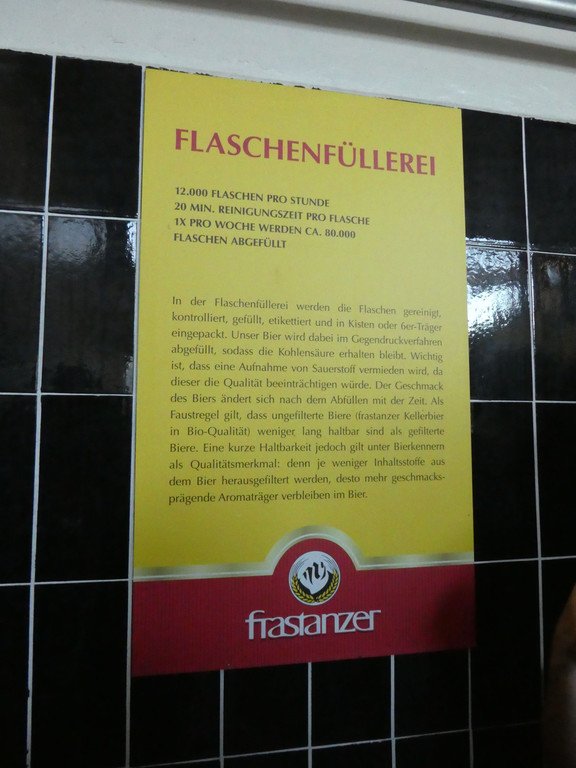 FLASCHENFÜLLEREI
12.000 FLASCHEN PRO STUNDE
20 MIN. REINIGUNGSZEIT PRO FLASCHE
1X PRO WOCHE WERDEN CA. 80.000
FLASCHEN ABGEFÜLLT
In der Flaschenfüllerei werden die Flaschen gereinigt,
kontrolliert, gefüllt, etikettiert und in Kisten oder 6er-Träger
eingepackt. Unser Bier wird dabei im Gegendruckverfahren
abgefüllt, sodass die Kohlensäure erhalten bleibt. Wichtig
ist, dass eine Aufnahme von Sauerstoff vermieden wird, da
dieser die Qualität beeinträchtigen würde. Der Geschmack
des Biers ändert sich nach dem Abfüllen mit der Zeit. Als
Faustregel gilt, dass ungefilterte Biere (frastanzer Kellerbier
in Bio-Qualität) weniger lang haltbar sind als gefilterte
Biere. Eine kurze Haltbarkeit jedoch gilt unter Bierkennern
als Qualitätsmerkmal: denn je weniger Inhaltsstoffe aus
dem Bier herausgefiltert werden, desto mehr geschmacks-
prägende Aromaträger verbleiben im Bier.
frastanzer